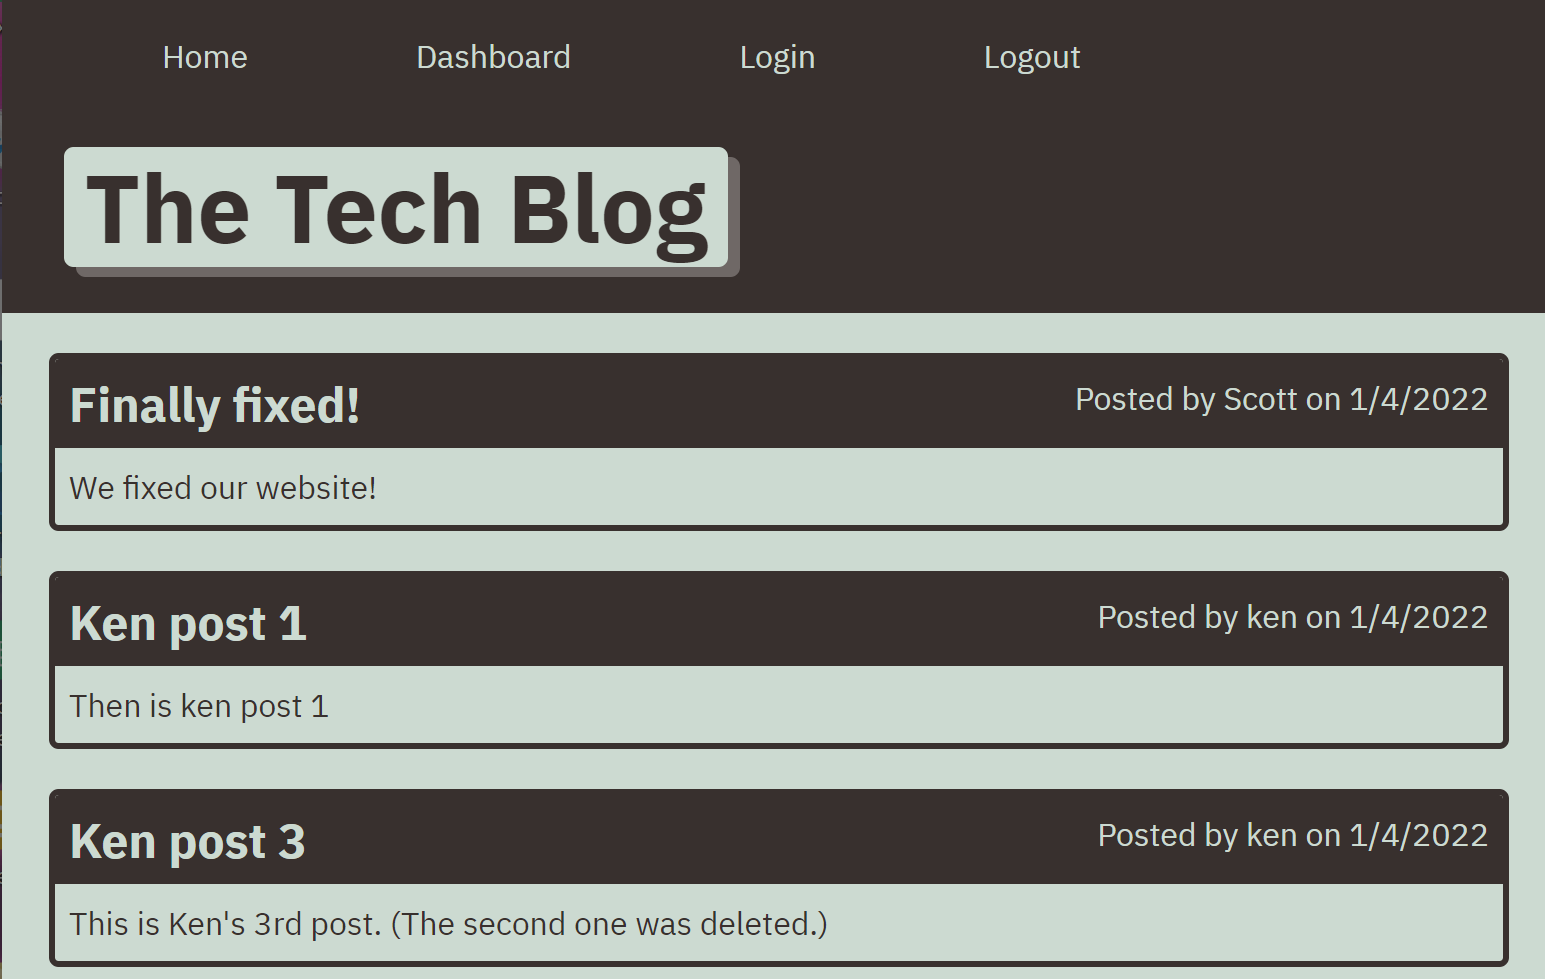 Home Dashboard Login Logout
The Tech Blog
Finally fixed! Posted by Scott on 1/4/2022
We fixed our website!
Ken post 1 Posted by ken on 1/4/2022
Then is ken post 1
Ken post 3 Posted by ken on 1/4/2022
This is Ken's 3rd post. (The second one was deleted.)